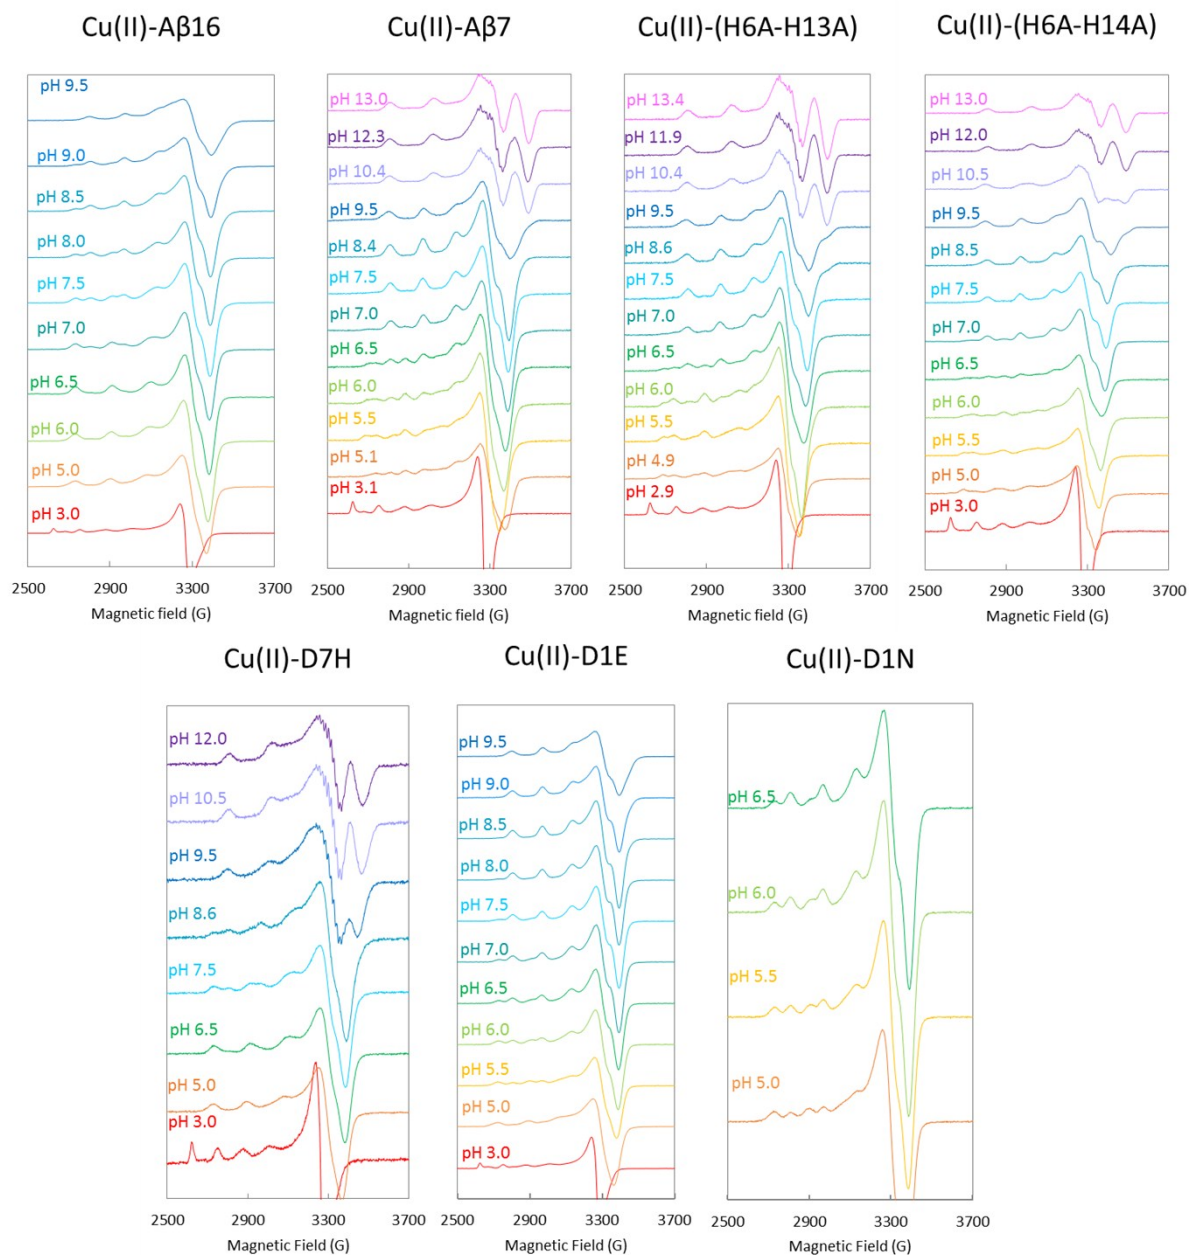 Cu(II)-Aβ16
pH 9.5
pH 9.0
pH 8.5
pH 8.0
pH 7.5
pH 7.0
pH 6.5
pH 6.0
pH 5.0
pH 3.0
2500 2900 3300 3700
Magnetic field (G)
Cu(II)-Aβ7
pH 13.0
pH 12.3
pH 10.4
pH 9.5
pH 8.4
pH 7.5
pH 7.0
pH 6.5
pH 6.0
pH 5.5
pH 5.1
pH 3.1
2500 2900 3300 3700
Magnetic field (G)
Cu(II)-(H6A-H13A)
pH 13.4
pH 11.9
pH 10.4
pH 9.5
pH 8.6
pH 7.5
pH 7.0
pH 6.5
pH 6.0
pH 5.5
pH 4.9
pH 2.9
2500 2900 3300 3700
Magnetic field (G)
Cu(II)-(H6A-H14A)
pH 13.0
pH 12.0
pH 10.5
pH 9.5
pH 8.5
pH 7.5
pH 7.0
pH 6.5
pH 6.0
pH 5.5
pH 5.0
pH 3.0
2500 2900 3300 3700
Magnetic Field (G)
Cu(II)-D7H
pH 12.0
pH 10.5
pH 9.5
pH 8.6
pH 7.5
pH 6.5
pH 5.0
pH 3.0
2500 2900 3300 3700
Magnetic Field (G)
Cu(II)-D1E
pH 9.5
pH 9.0
pH 8.5
pH 8.0
pH 7.5
pH 7.0
pH 6.5
pH 6.0
pH 5.5
pH 5.0
pH 3.0
2500 2900 3300 3700
Magnetic Field (G)
Cu(II)-D1N
pH 6.5
pH 6.0
pH 5.5
pH 5.0
2500 2900 3300 3700
Magnetic Field (G)